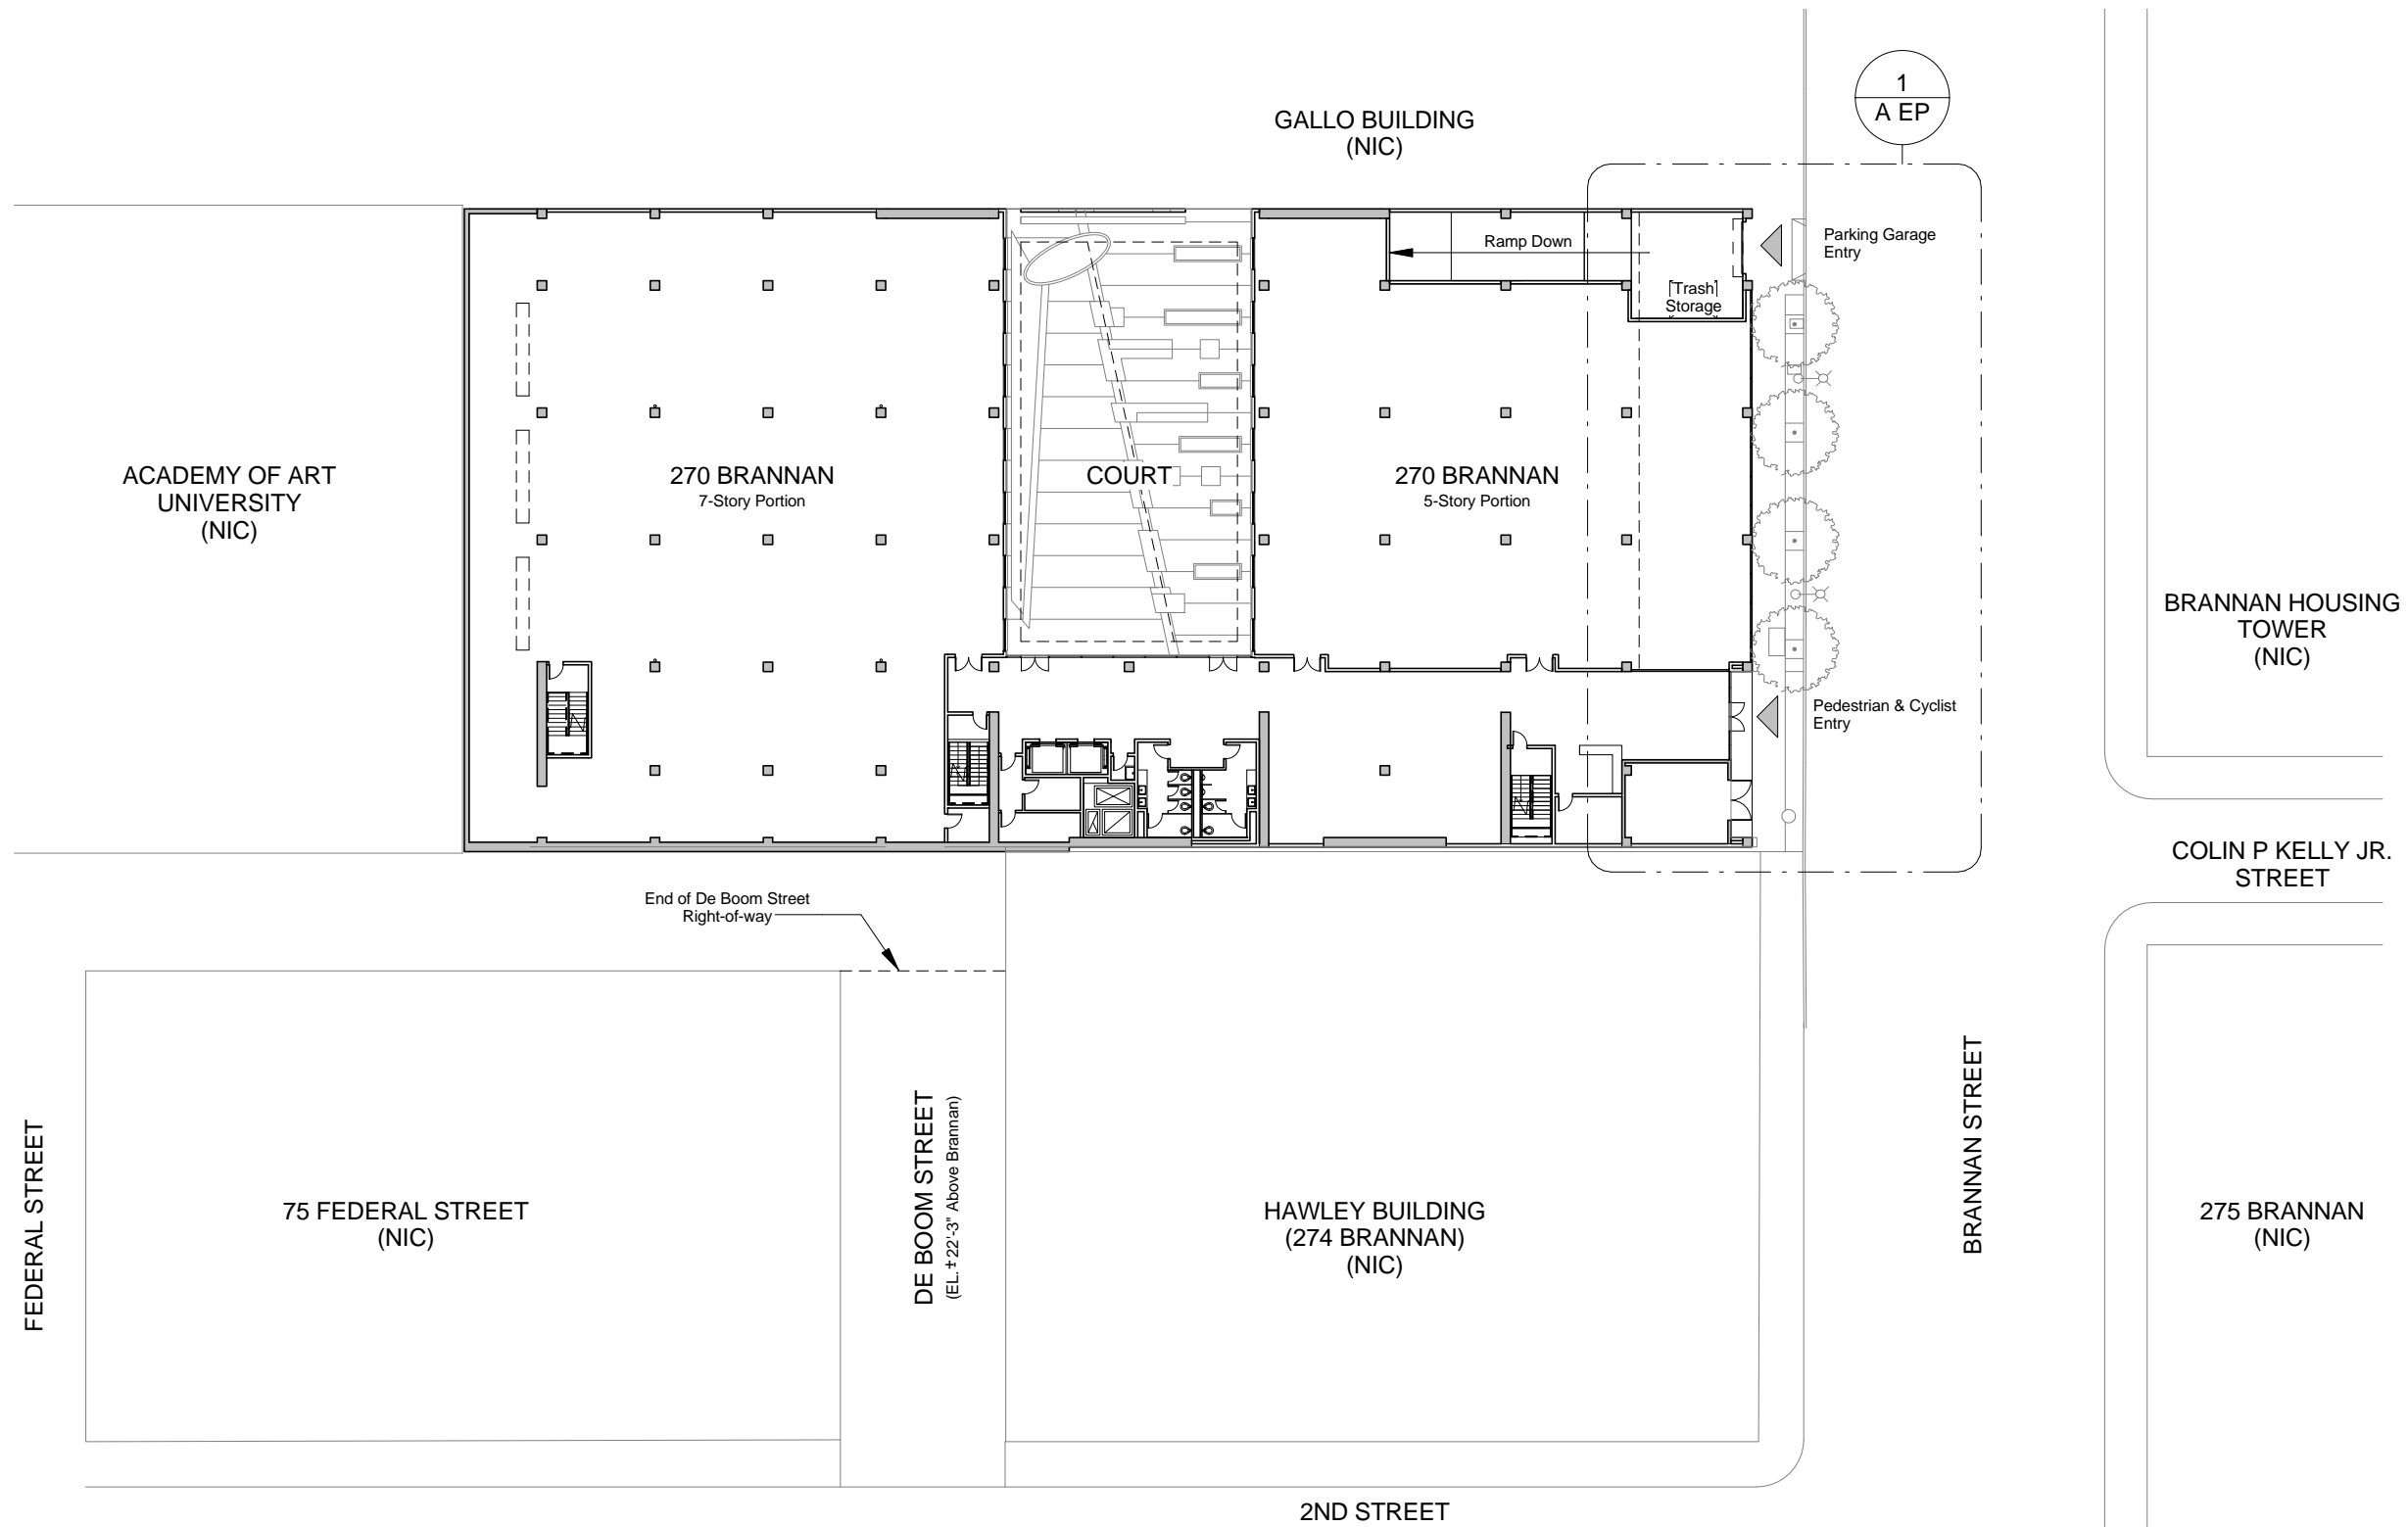 1
A EP
GALLO BUILDING
(NIC)
Ramp Down
Parking Garage
Entry
Trash
Storage
ACADEMY OF ART
UNIVERSITY
(NIC)
270 BRANNAN
7-Story Portion
COURT
270 BRANNAN
5-Story Portion
BRANNAN HOUSING
TOWER
(NIC)
Pedestrian & Cyclist
Entry
COLIN P KELLY JR.
STREET
End of De Boom Street
Right-of-way
FEDERAL STREET
75 FEDERAL STREET
(NIC)
DE BOOM STREET
(EL. ±22'-3" Above Brannan)
HAWLEY BUILDING
(274 BRANNAN)
(NIC)
BRANNAN STREET
275 BRANNAN
(NIC)
2ND STREET